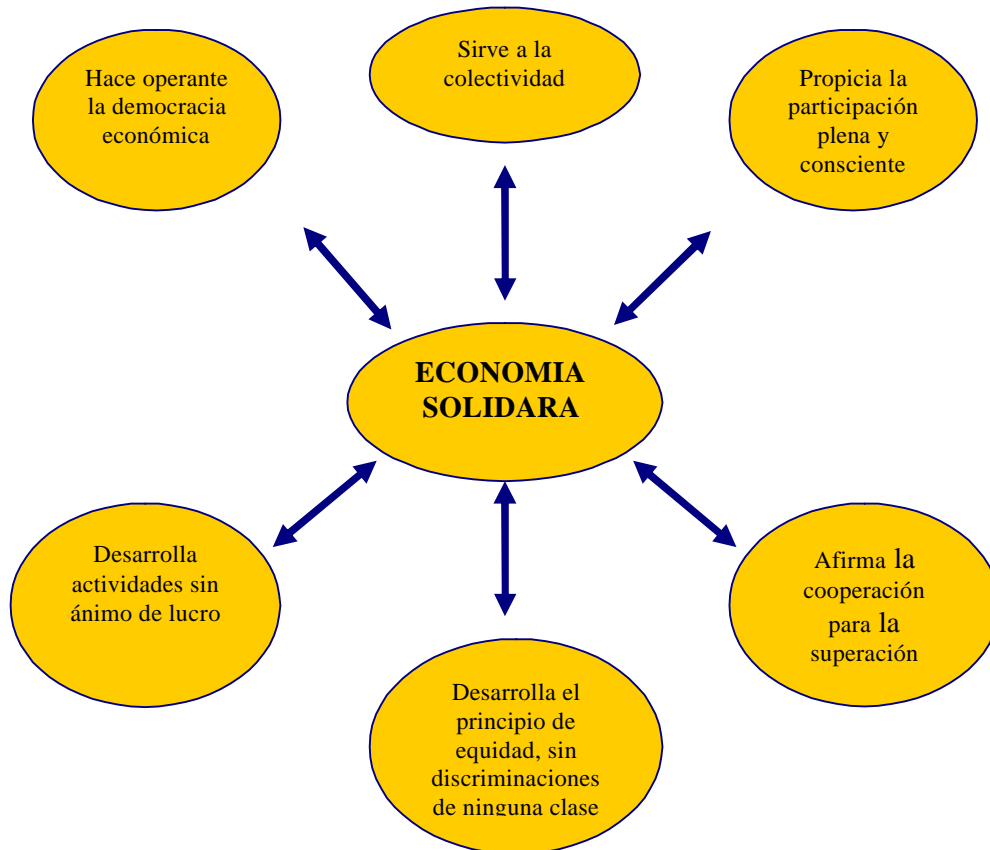 Hace operante
la democracia
económica
Sirve a la
colectividad
Propicia la
participación
plena y
consciente
ECONOMIA
SOLIDARA
Desarrolla
actividades sin
ánimo de lucro
Desarrolla el
principio de
equidad, sin
discriminaciones
de ninguna clase
Afirma la
cooperación
para la
superación